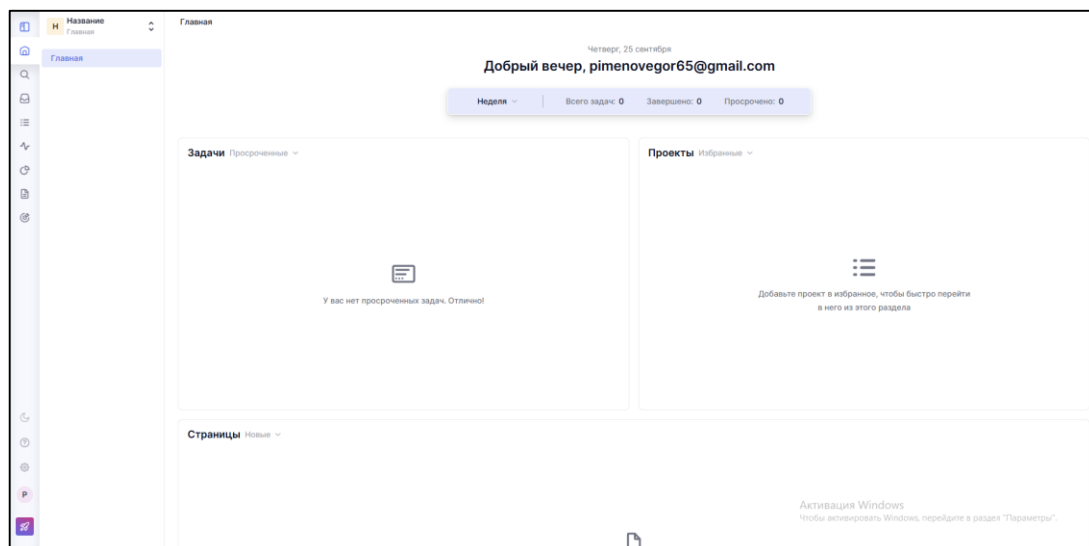 Н Название
Главная
Главная
Главная
Четверг, 25 сентября
Добрый вечер, pimenovegor65@gmail.com
Неделя Всего задач: 0 Завершено: 0 Просрочено: 0
Задачи Просроченные
У вас нет просроченных задач. Отлично!
Проекты Избранные
Добавьте проект в избранное, чтобы быстро перейти
в него из этого раздела
Страницы Новые
P
Активация Windows
Чтобы активировать Windows, перейдите в раздел "Параметры".